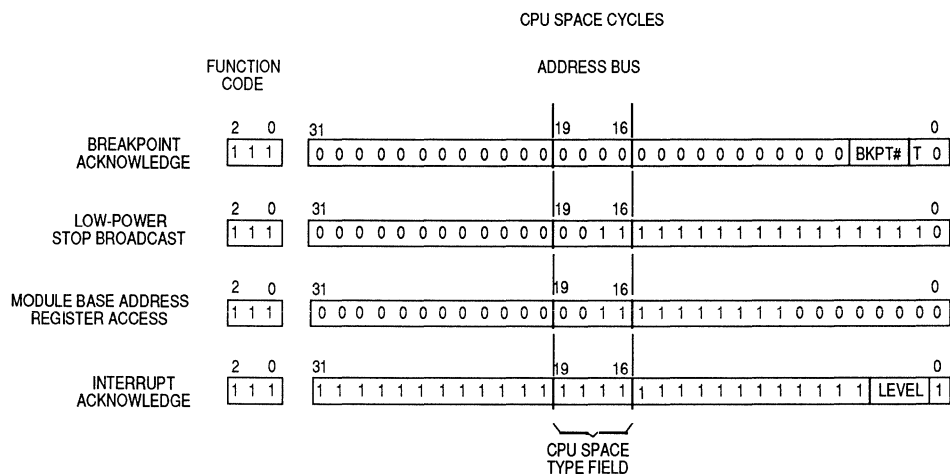 CPU SPACE CYCLES
FUNCTION CODE
ADDRESS BUS
2 0 31 19 16 0
BREAKPOINT ACKNOWLEDGE
1 1 1 0 0 0 0 0 0 0 0 0 0 0 0 0 0 0 0 0 0 0 0 0 0 0 0 0 0 0 BKPT# T 0
2 0 31 19 16 0
LOW-POWER STOP BROADCAST
1 1 1 0 0 0 0 0 0 0 0 0 0 0 0 0 0 1 1 1 1 1 1 1 1 1 1 1 1 1 1 1 1 1 0
2 0 31 19 16 0
MODULE BASE ADDRESS REGISTER ACCESS
1 1 1 0 0 0 0 0 0 0 0 0 0 0 0 0 0 1 1 1 1 1 1 1 1 1 1 0 0 0 0 0 0 0 0
2 0 31 19 16 0
INTERRUPT ACKNOWLEDGE
1 1 1 1 1 1 1 1 1 1 1 1 1 1 1 1 1 1 1 1 1 1 1 1 1 1 1 1 1 1 1 LEVEL 1
CPU SPACE TYPE FIELD